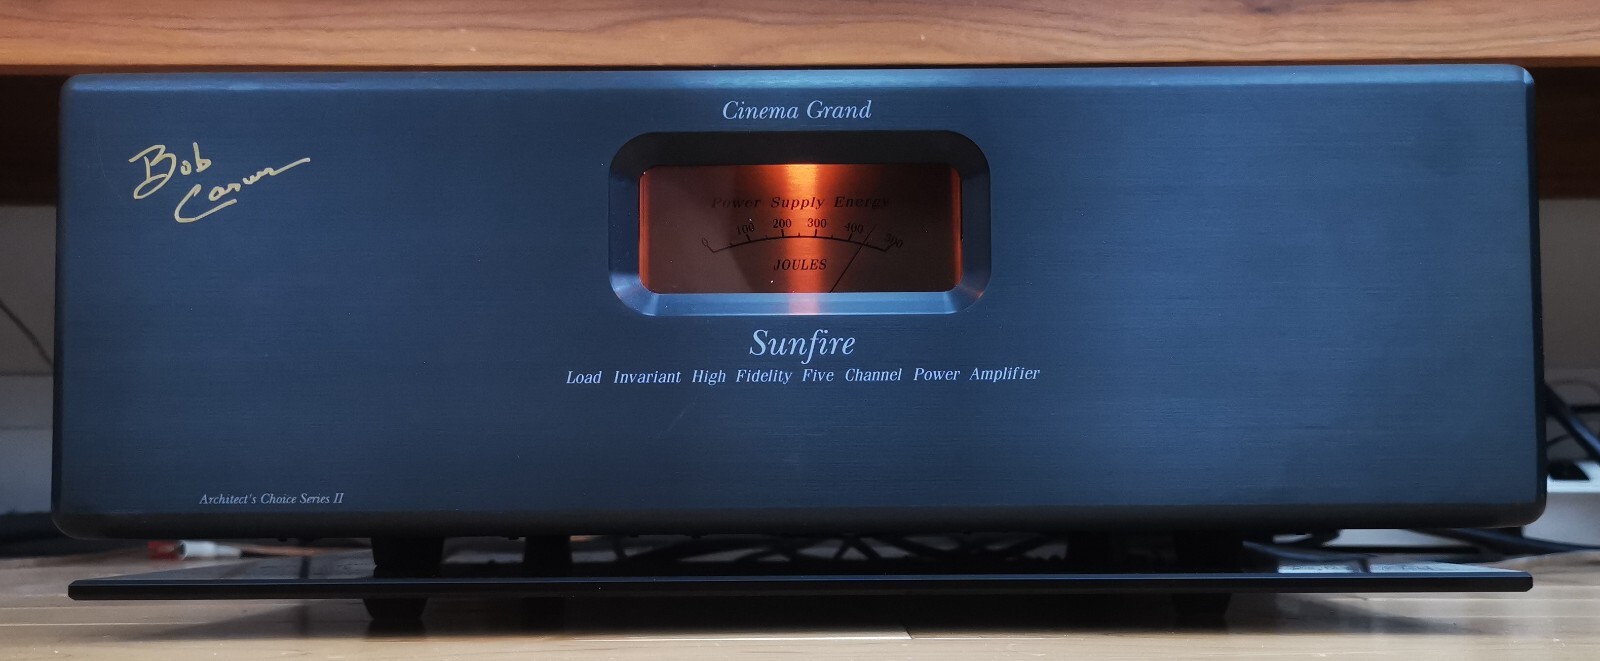 Cinema Grand
Bob
Carver
Power Supply Energy
0 100 200 300 400 500
JOULES
Sunfire
Load Invariant High Fidelity Five Channel Power Amplifier
Architect's Choice Series II